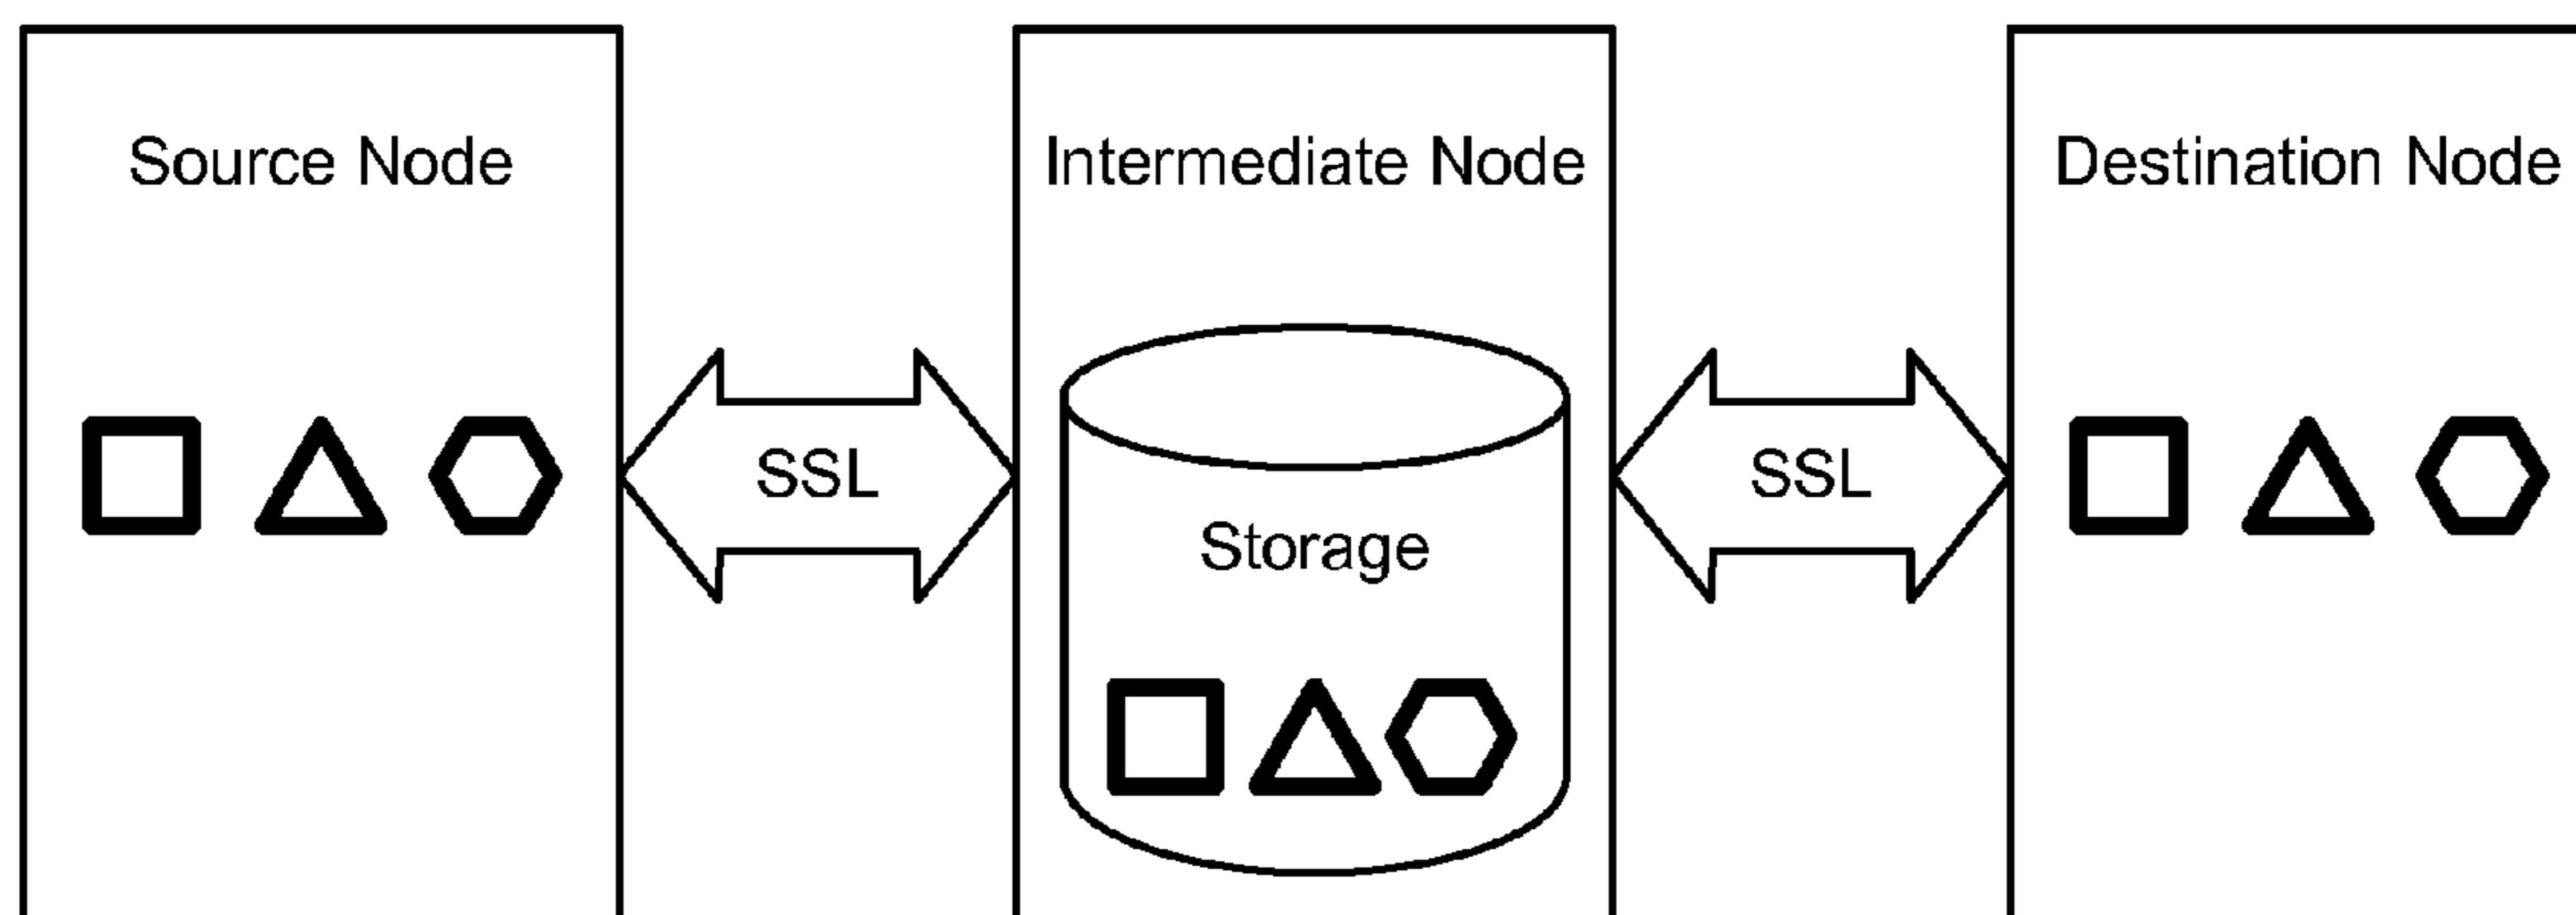 Source Node
Intermediate Node
Destination Node
SSL
SSL
Storage